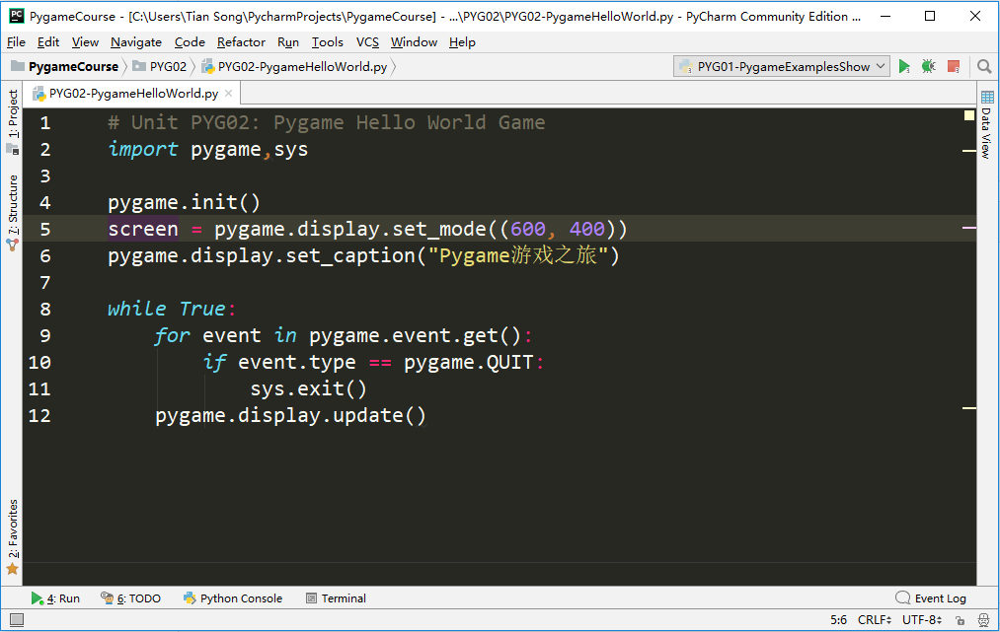 PygameCourse - [C:\Users\Tian Song\PycharmProjects\PygameCourse] - ...\PYG02\PYG02-PygameHelloWorld.py - PyCharm Community Edition ...
File Edit View Navigate Code Refactor Run Tools VCS Window Help
PygameCourse PYG02 PYG02-PygameHelloWorld.py PYG01-PygameExamplesShow
PYG02-PygameHelloWorld.py
1: Project
7: Structure
2: Favorites
Data View
1 # Unit PYG02: Pygame Hello World Game
2 import pygame,sys
3
4 pygame.init()
5 screen = pygame.display.set_mode((600, 400))
6 pygame.display.set_caption("Pygame游戏之旅")
7
8 while True:
9 for event in pygame.event.get():
10 if event.type == pygame.QUIT:
11 sys.exit()
12 pygame.display.update()
4: Run 6: TODO Python Console Terminal Event Log
5:6 CRLF UTF-8